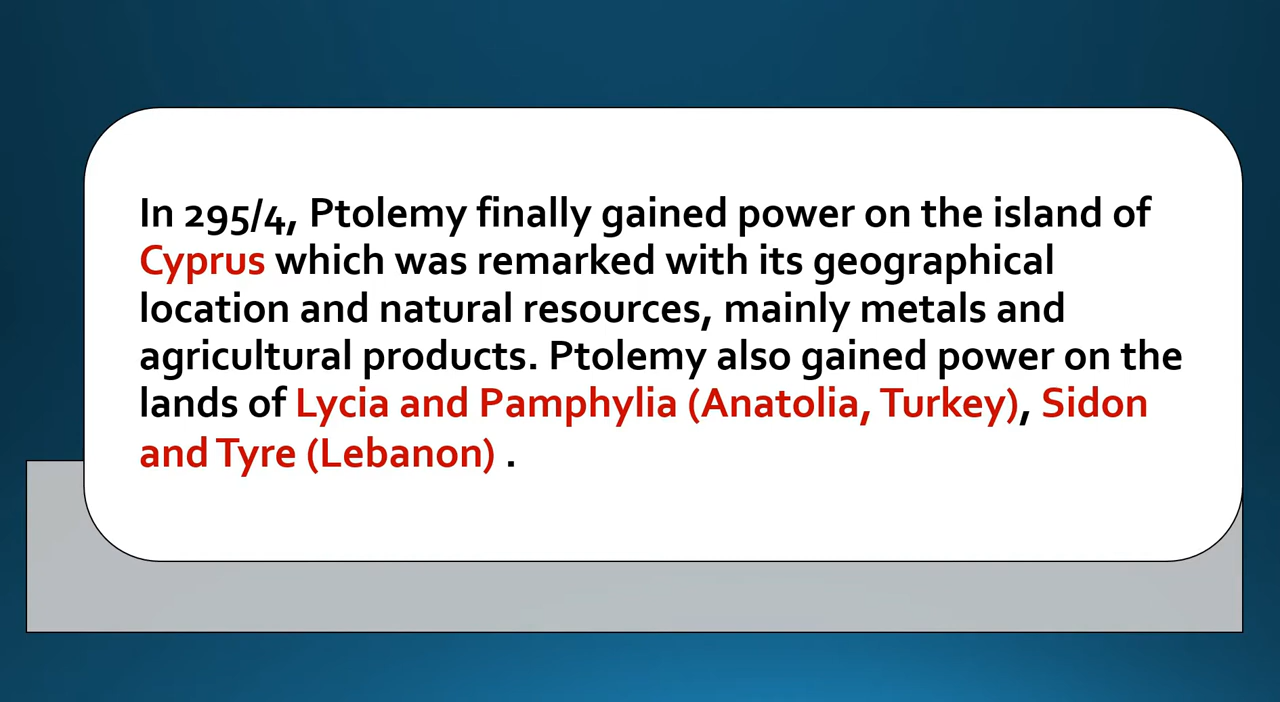 In 295/4, Ptolemy finally gained power on the island of
Cyprus which was remarked with its geographical
location and natural resources, mainly metals and
agricultural products. Ptolemy also gained power on the
lands of Lycia and Pamphylia (Anatolia, Turkey), Sidon
and Tyre (Lebanon) .